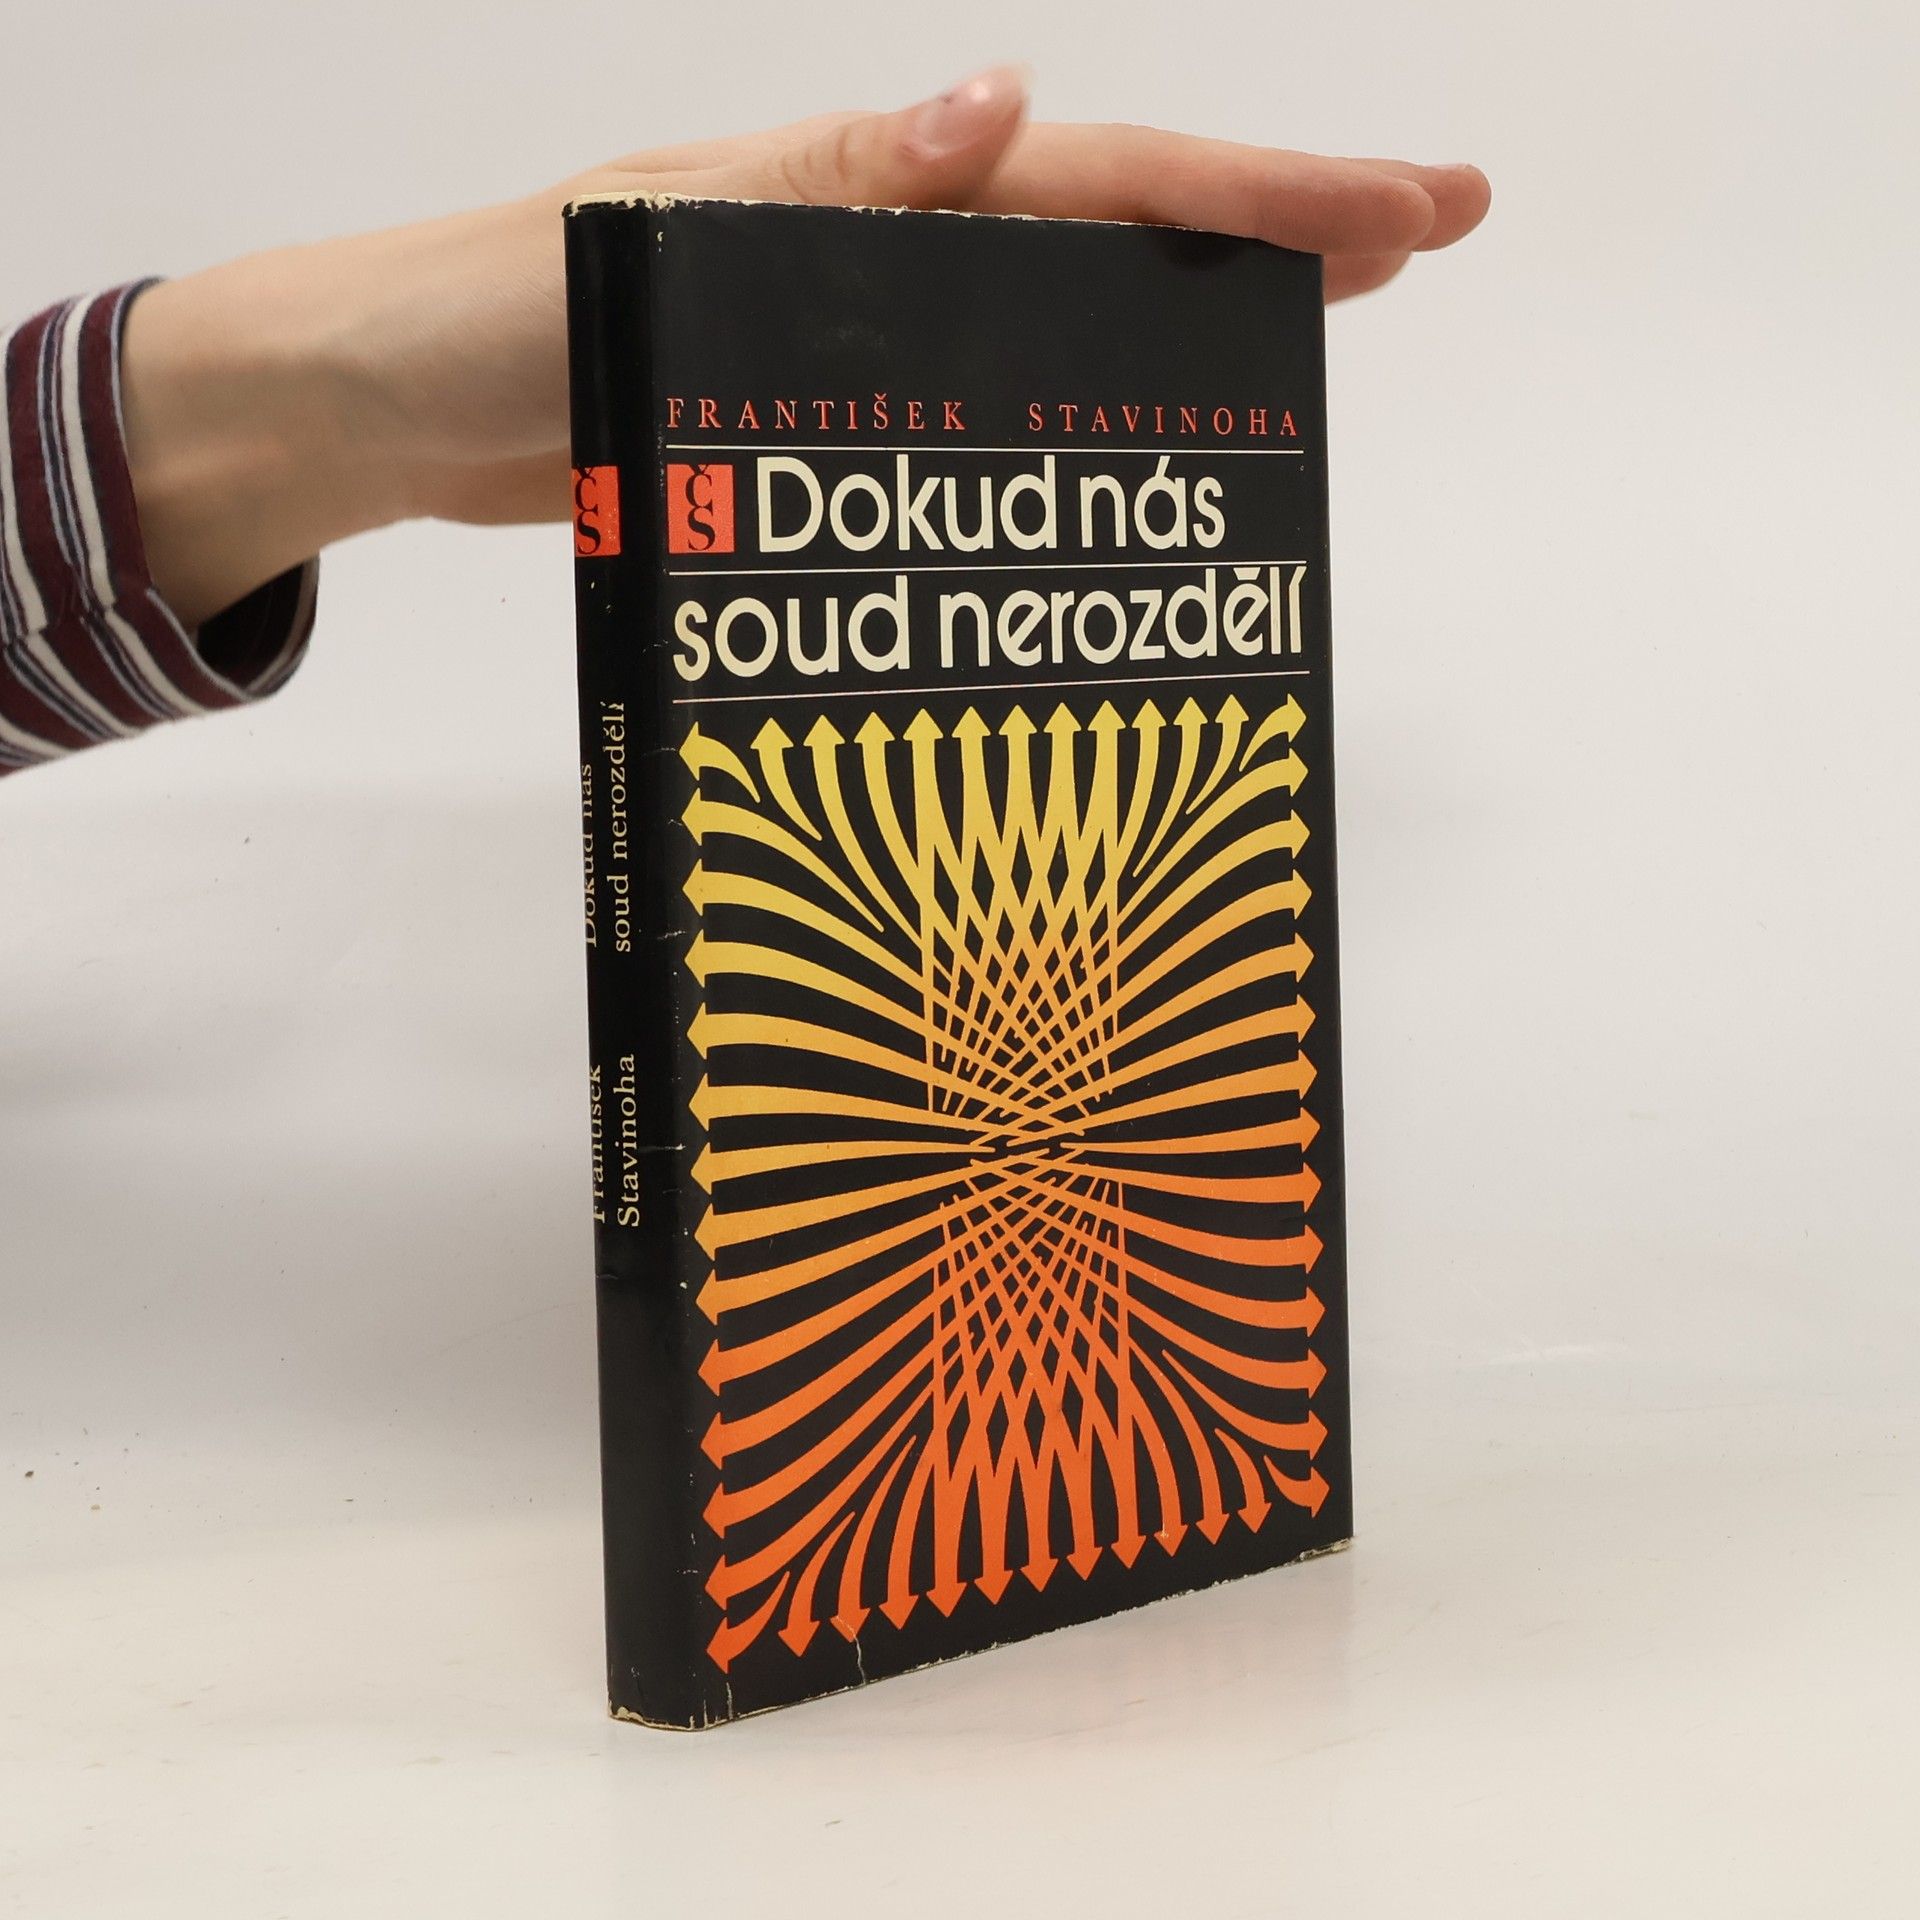 FRANTIŠEK STAVINOHA
ČS
Dokud nás
soud nerozdělí
ČS
Dokud nás
soud nerozdělí
František
Stavinoha